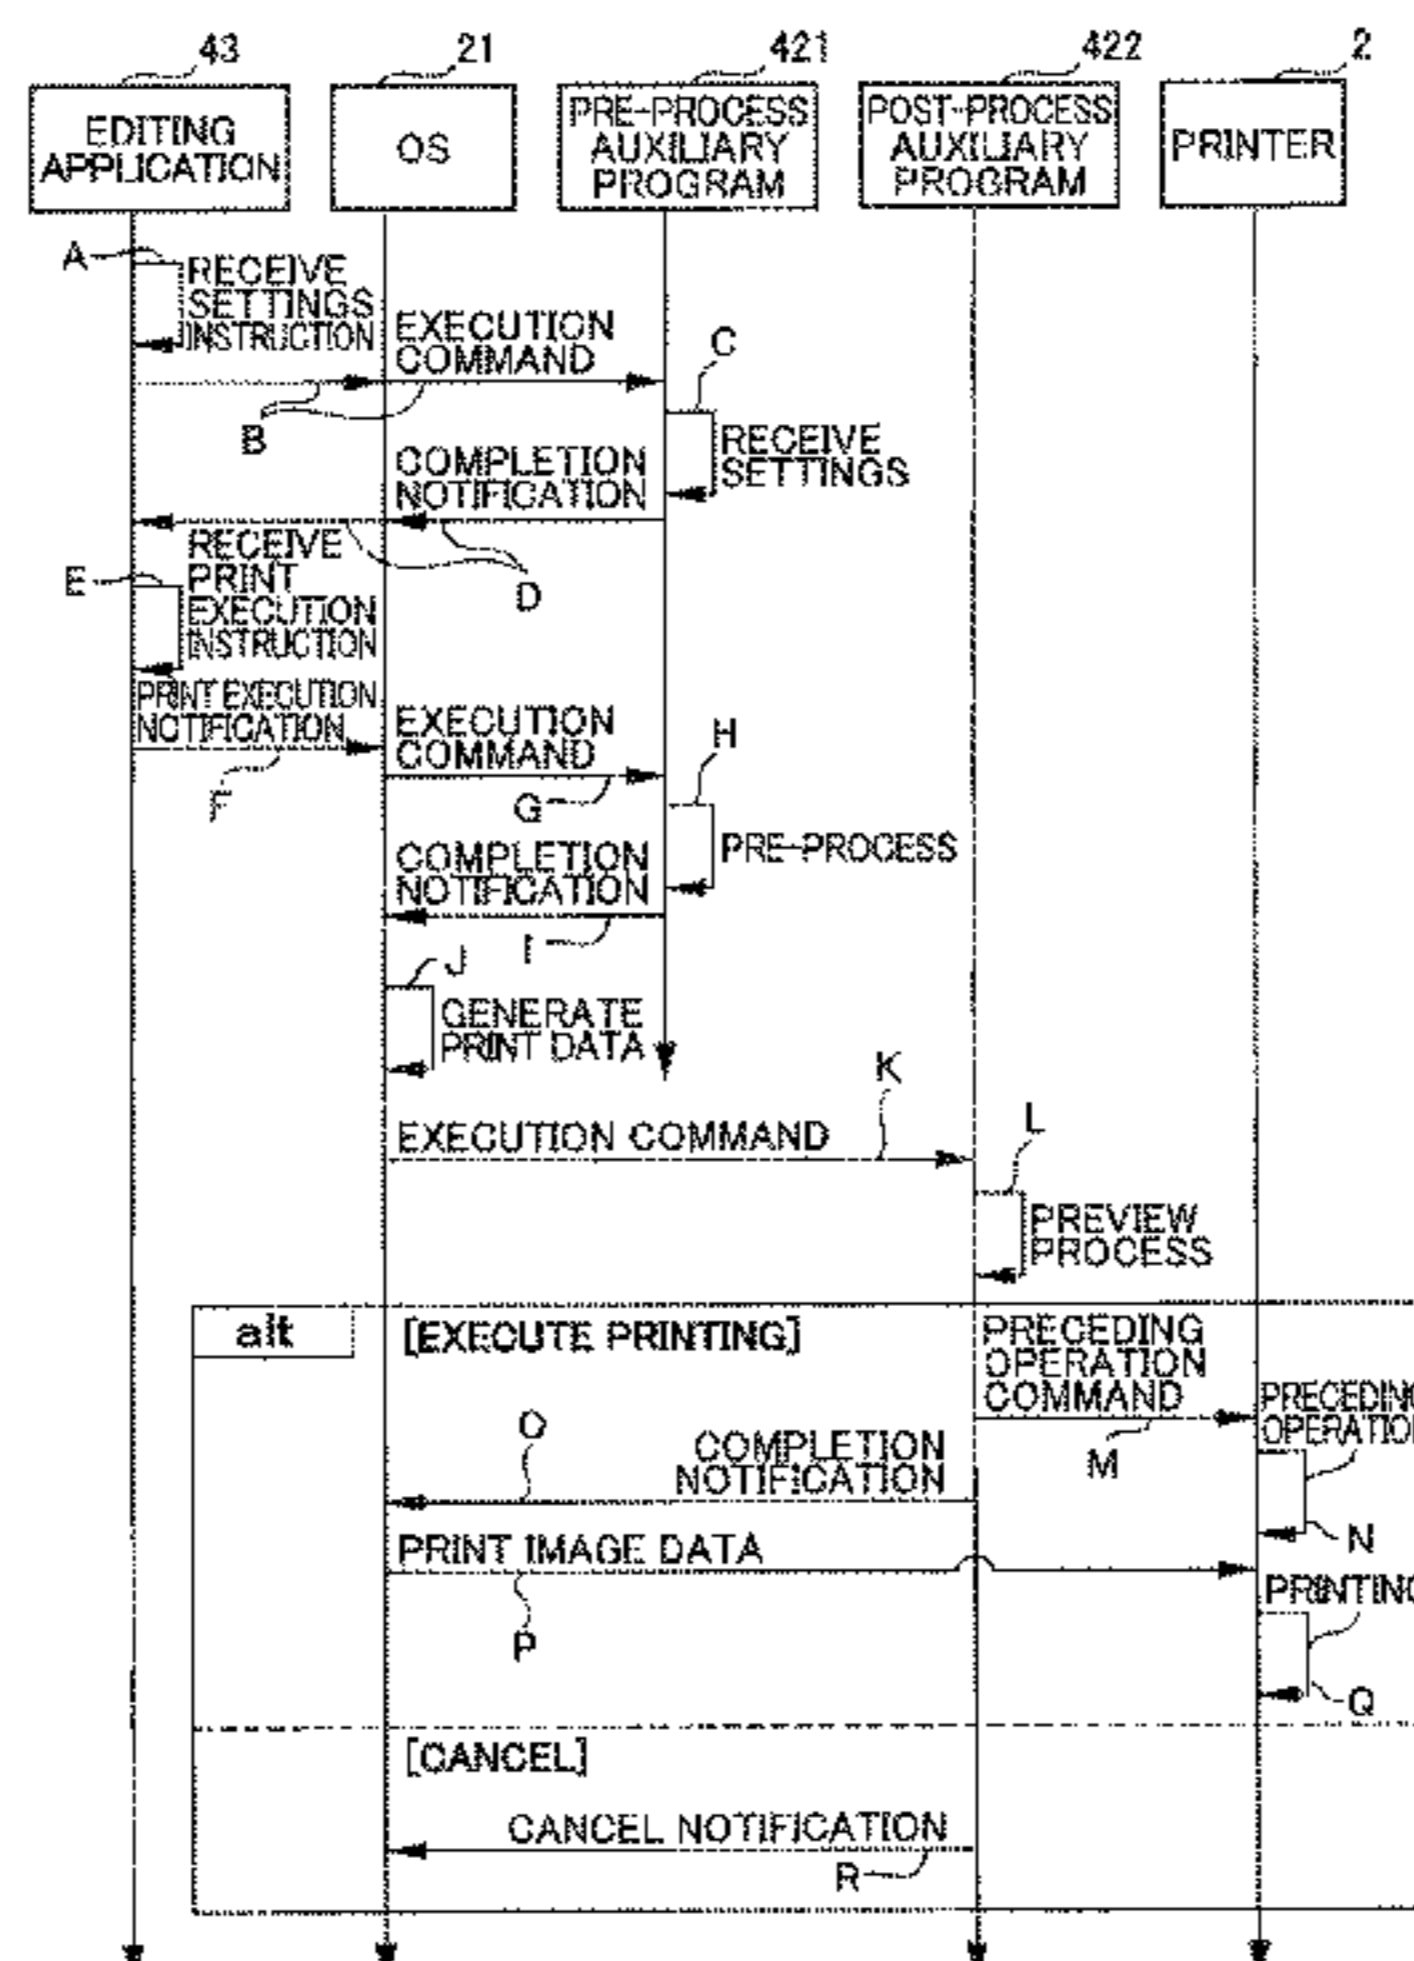 43
21
421
422
2
EDITING
APPLICATION
OS
PRE-PROCESS
AUXILIARY
PROGRAM
POST-PROCESS
AUXILIARY
PROGRAM
PRINTER
A
RECEIVE
SETTINGS
INSTRUCTION
EXECUTION
COMMAND
B
C
RECEIVE
SETTINGS
COMPLETION
NOTIFICATION
D
E
RECEIVE
PRINT
EXECUTION
INSTRUCTION
PRINT EXECUTION
NOTIFICATION
F
EXECUTION
COMMAND
G
H
PRE-PROCESS
COMPLETION
NOTIFICATION
I
J
GENERATE
PRINT DATA
K
EXECUTION COMMAND
L
PREVIEW
PROCESS
alt
[EXECUTE PRINTING]
PRECEDING
OPERATION
COMMAND
M
PRECEDING
OPERATION
N
COMPLETION
NOTIFICATION
O
PRINT IMAGE DATA
P
PRINTING
Q
[CANCEL]
CANCEL NOTIFICATION
R